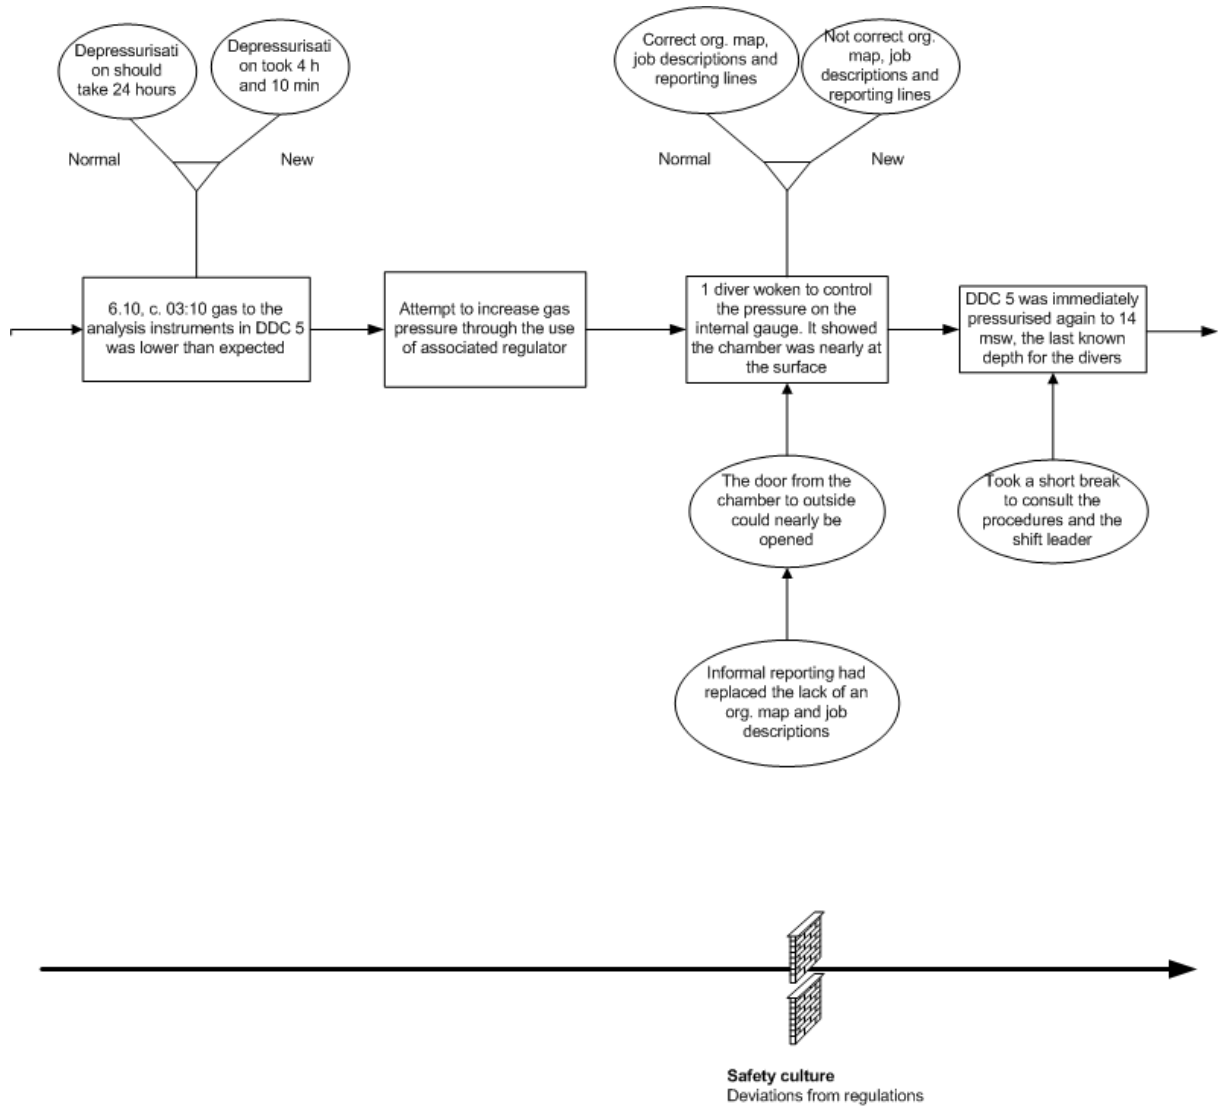 Depressurisati
on should
take 24 hours
Depressurisati
on took 4 h
and 10 min
Normal
New
Correct org. map,
job descriptions and
reporting lines
Not correct org.
map, job
descriptions and
reporting lines
Normal
New
6.10, c. 03:10 gas to the
analysis instruments in DDC 5
was lower than expected
Attempt to increase gas
pressure through the use
of associated regulator
1 diver woken to control
the pressure on the
internal gauge. It showed
the chamber was nearly at
the surface
DDC 5 was immediately
pressurised again to 14
msw, the last known
depth for the divers
The door from the
chamber to outside
could nearly be
opened
Took a short break
to consult the
procedures and the
shift leader
Informal reporting had
replaced the lack of an
org. map and job
descriptions
Safety culture
Deviations from regulations